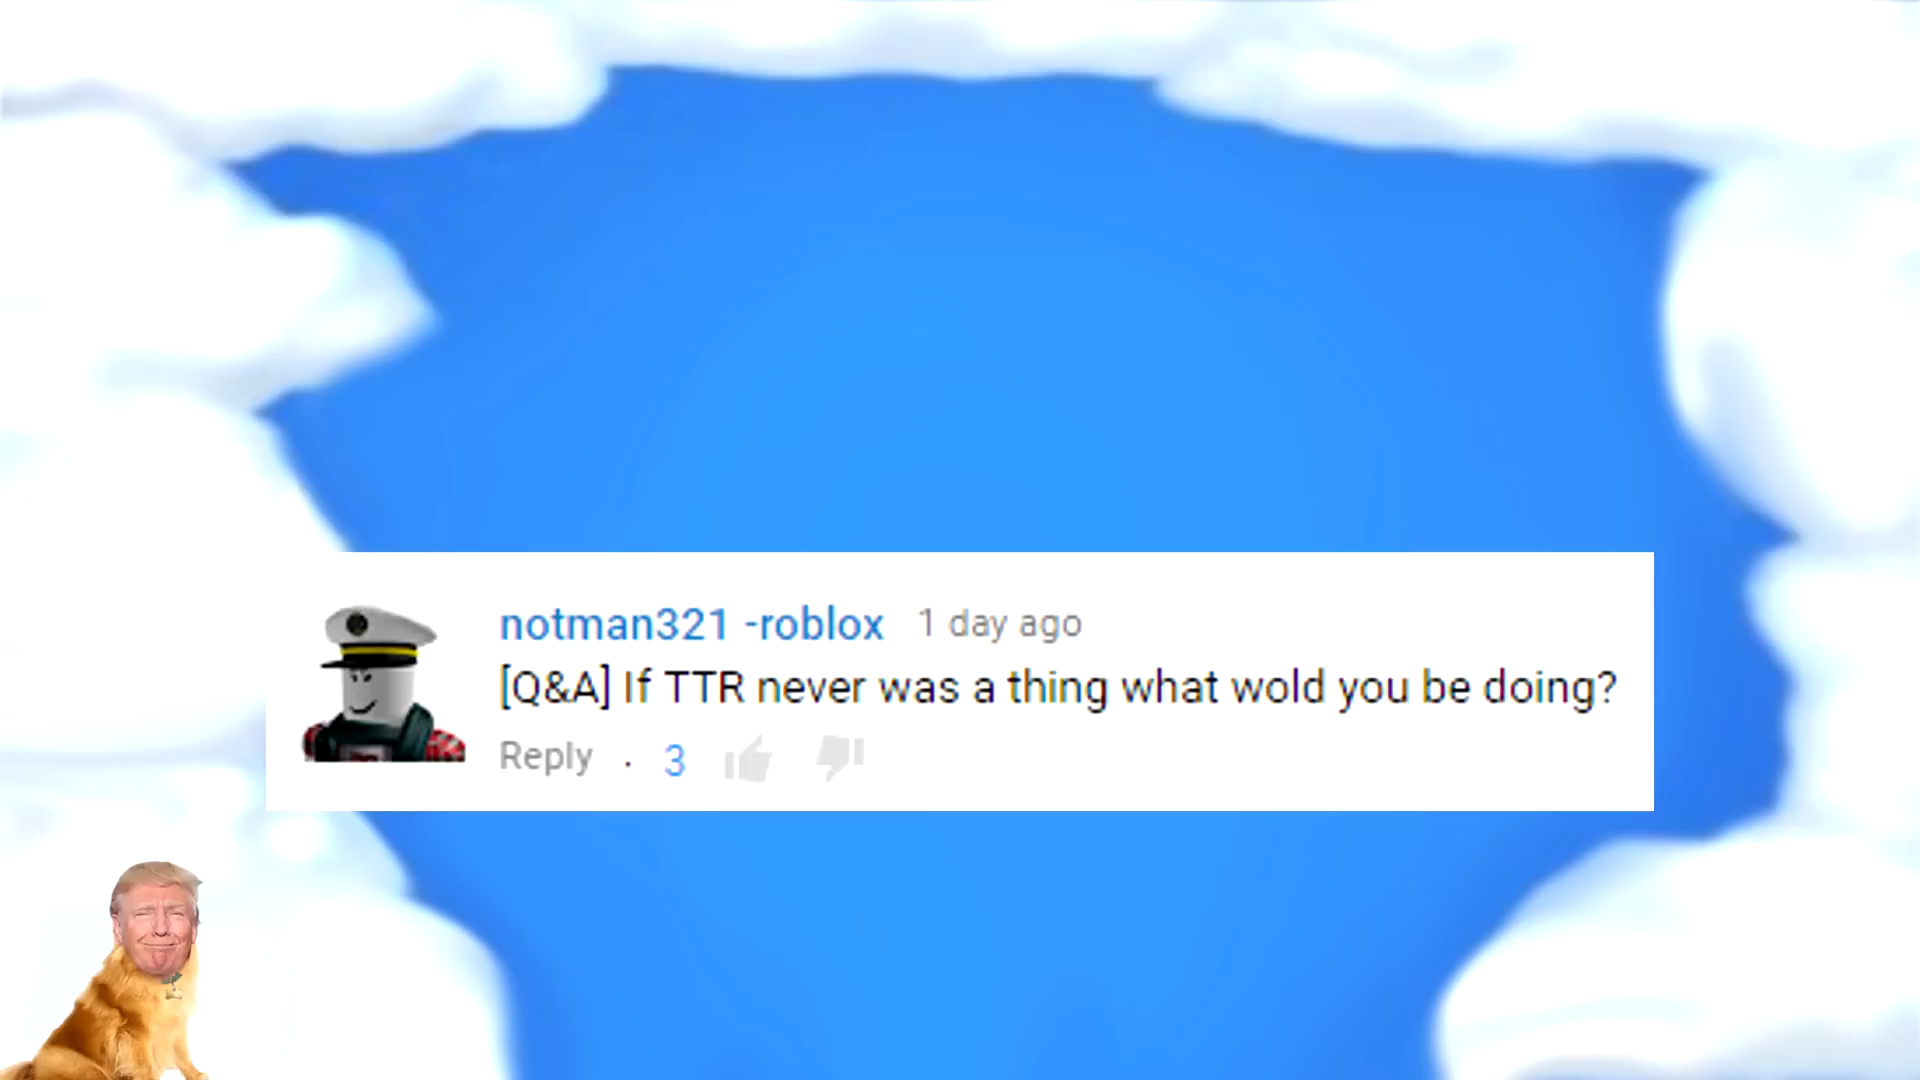 notman321 -roblox 1 day ago
[Q&A] If TTR never was a thing what wold you be doing?
Reply · 3